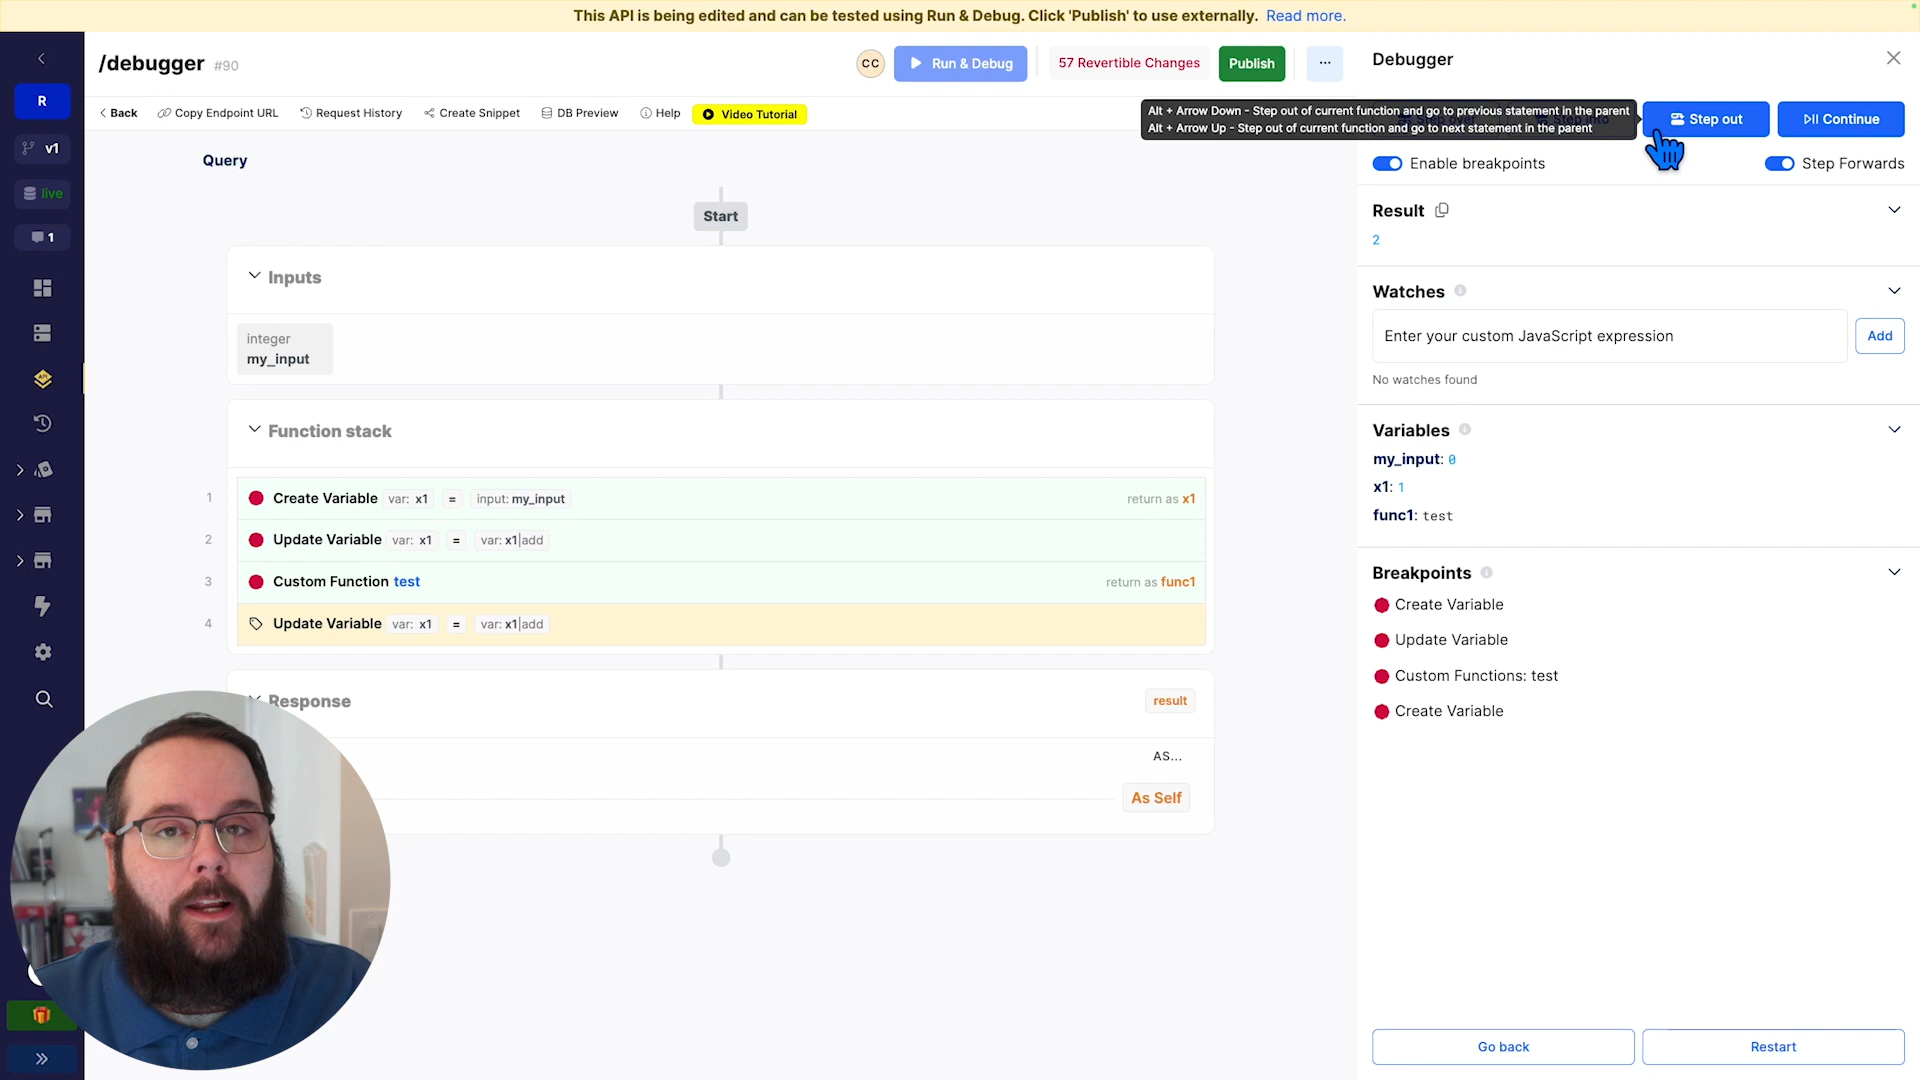 This API is being edited and can be tested using Run & Debug. Click 'Publish' to use externally. Read more.
/debugger #90
CC
Run & Debug
57 Revertible Changes
Publish
...
Debugger
R
v1
live
1
Back
Copy Endpoint URL
Request History
Create Snippet
DB Preview
Help
Video Tutorial
Alt + Arrow Down - Step out of current function and go to previous statement in the parent
Alt + Arrow Up - Step out of current function and go to next statement in the parent
Step over
Step into
Step out
Continue
Enable breakpoints
Step Forwards
Query
Start
Inputs
integer
my_input
Function stack
1 Create Variable var: x1 = input: my_input return as x1
2 Update Variable var: x1 = var: x1|add
3 Custom Function test return as func1
4 Update Variable var: x1 = var: x1|add
Response
result
AS...
As Self
Result
2
Watches
Enter your custom JavaScript expression
Add
No watches found
Variables
my_input: 0
x1: 1
func1: test
Breakpoints
Create Variable
Update Variable
Custom Functions: test
Create Variable
Go back
Restart